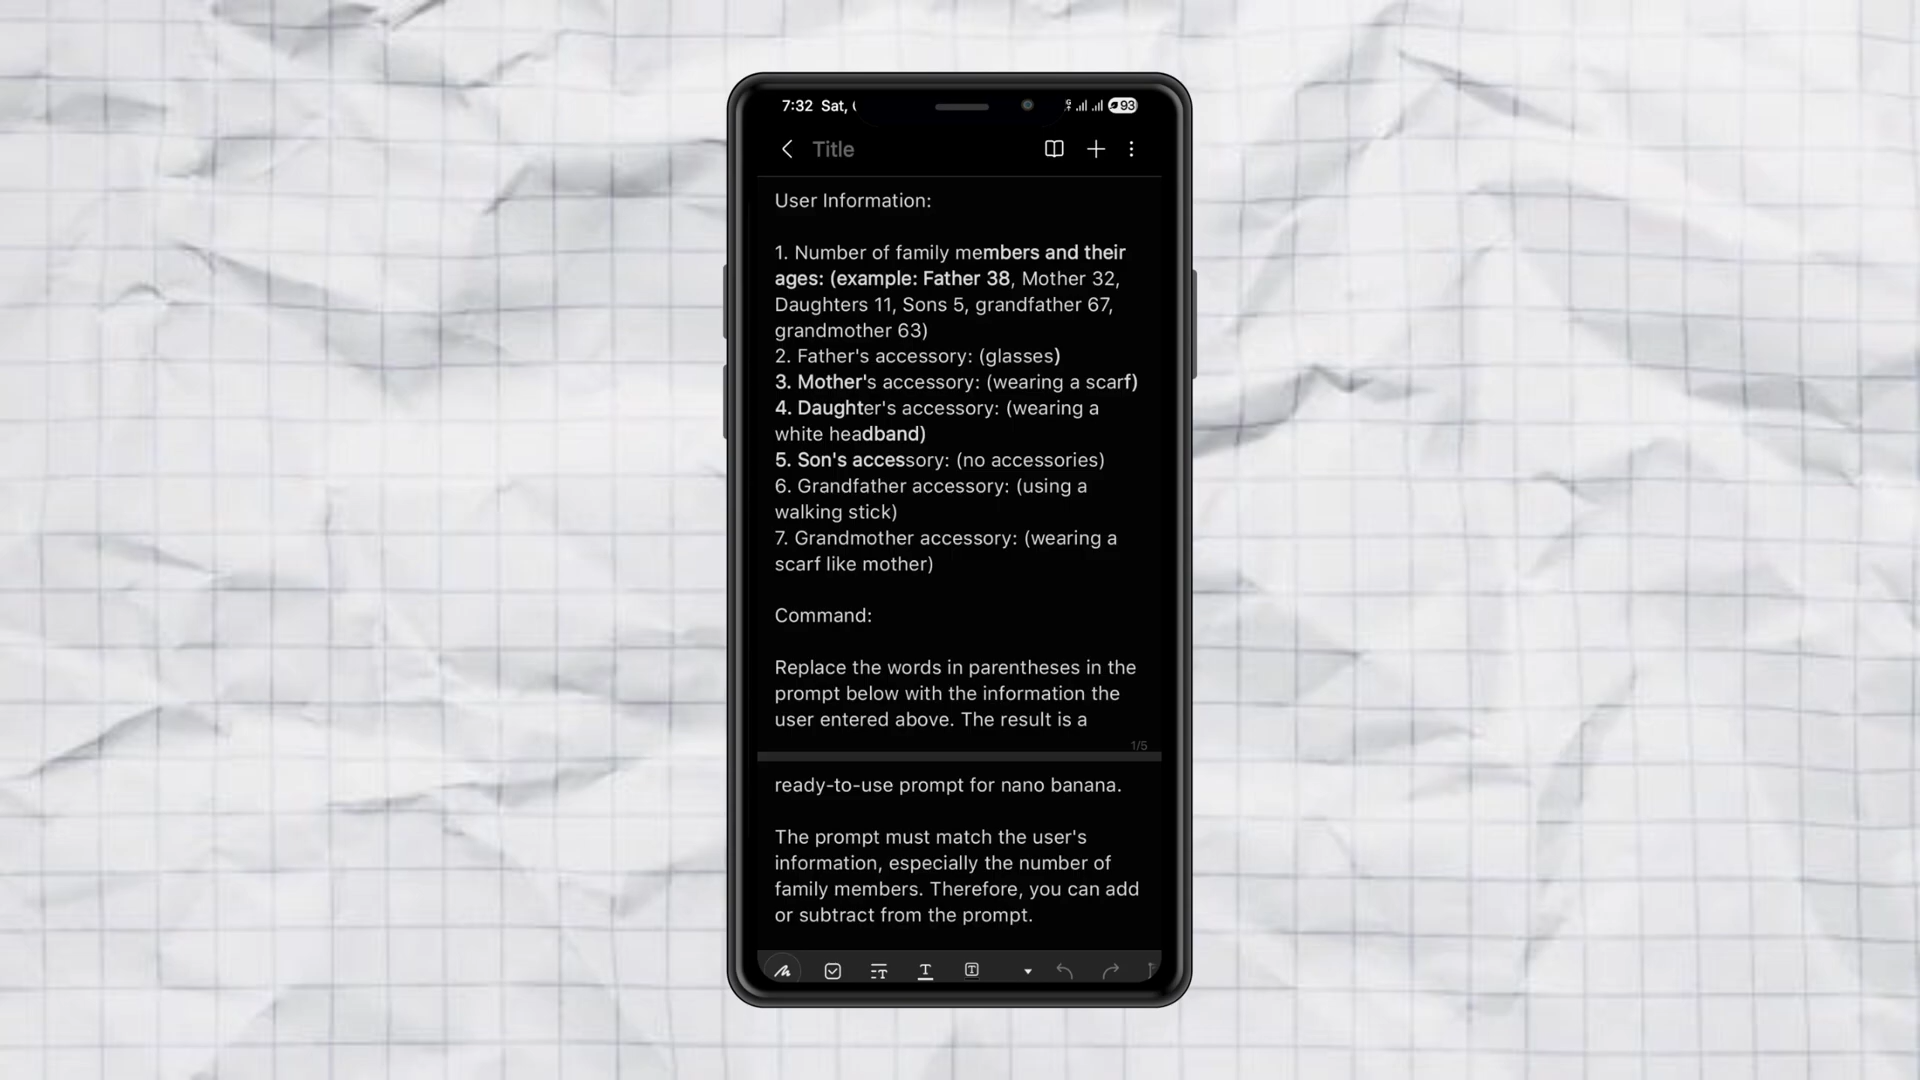 7:32 Sat, (
93
Title
User Information:
1. Number of family members and their
ages: (example: Father 38, Mother 32,
Daughters 11, Sons 5, grandfather 67,
grandmother 63)
2. Father's accessory: (glasses)
3. Mother's accessory: (wearing a scarf)
4. Daughter's accessory: (wearing a
white headband)
5. Son's accessory: (no accessories)
6. Grandfather accessory: (using a
walking stick)
7. Grandmother accessory: (wearing a
scarf like mother)
Command:
Replace the words in parentheses in the
prompt below with the information the
user entered above. The result is a
1/5
ready-to-use prompt for nano banana.
The prompt must match the user's
information, especially the number of
family members. Therefore, you can add
or subtract from the prompt.